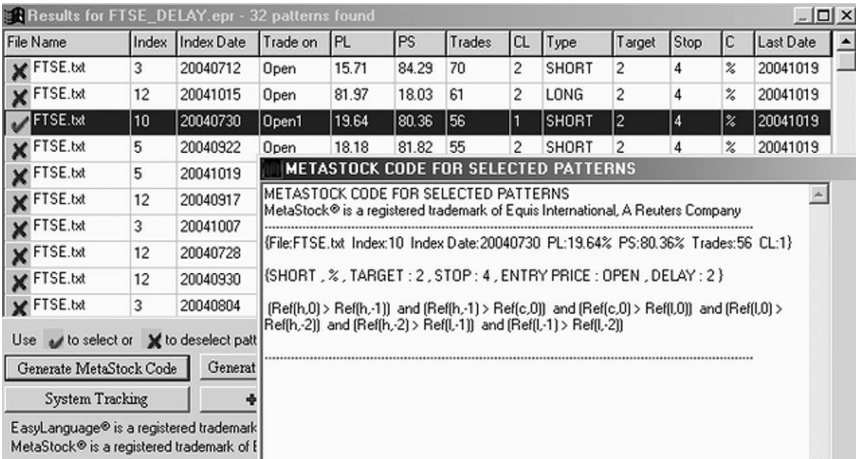 Results for FTSE_DELAY.epr - 32 patterns found
File Name Index Index Date Trade on PL PS Trades CL Type Target Stop C Last Date
FTSE.txt 3 20040712 Open 15.71 84.29 70 2 SHORT 2 4 % 20041019
FTSE.txt 12 20041015 Open 81.97 18.03 61 2 LONG 2 4 % 20041019
FTSE.txt 10 20040730 Open1 19.64 80.36 56 1 SHORT 2 4 % 20041019
FTSE.txt 5 20040922 Open 18.18 81.82 55 2 SHORT 2 4 % 20041019
FTSE.txt 5 20041019
FTSE.txt 12 20040917
FTSE.txt 3 20041007
FTSE.txt 12 20040728
FTSE.txt 12 20040930
FTSE.txt 3 20040804
Use to select or to deselect patt
Generate MetaStock Code Generat
System Tracking
EasyLanguage® is a registered trademark
MetaStock® is a registered trademark of E
METASTOCK CODE FOR SELECTED PATTERNS
METASTOCK CODE FOR SELECTED PATTERNS
MetaStock® is a registered trademark of Equis International, A Reuters Company
{File:FTSE.txt Index:10 Index Date:20040730 PL:19.64% PS:80.36% Trades:56 CL:1}
{SHORT , % , TARGET : 2 , STOP : 4 , ENTRY PRICE : OPEN , DELAY : 2 }
(Ref(h,0) > Ref(h,-1)) and (Ref(h,-1) > Ref(c,0)) and (Ref(c,0) > Ref(l,0)) and (Ref(l,0) >
Ref(h,-2)) and (Ref(h,-2) > Ref(l,-1)) and (Ref(l,-1) > Ref(l,-2))